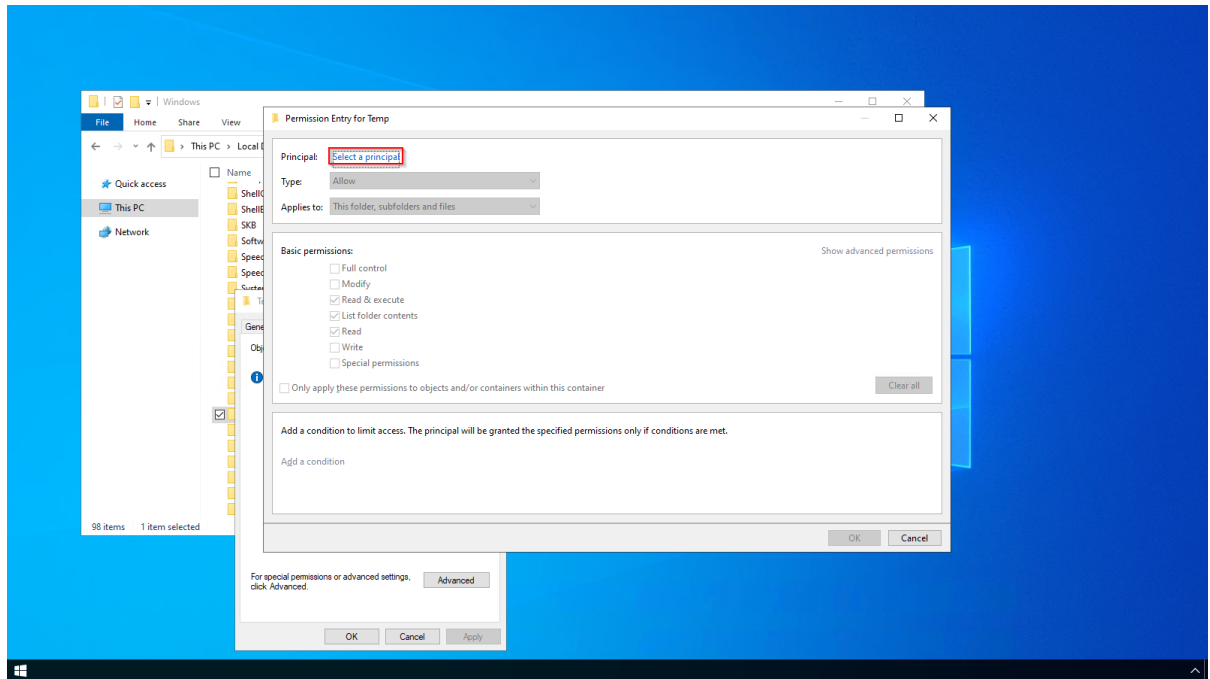 Windows
File Home Share View
This PC > Local
Quick access
This PC
Network
Name
Shell
Shell
SKB
Softw
Speec
Speec
System
98 items 1 item selected
Permission Entry for Temp
Principal: Select a principal
Type: Allow
Applies to: This folder, subfolders and files
Basic permissions:
Show advanced permissions
Full control
Modify
Read & execute
List folder contents
Read
Write
Special permissions
Only apply these permissions to objects and/or containers within this container
Clear all
Add a condition to limit access. The principal will be granted the specified permissions only if conditions are met.
Add a condition
OK Cancel
Gene
Obj
For special permissions or advanced settings,
click Advanced.
Advanced
OK Cancel Apply